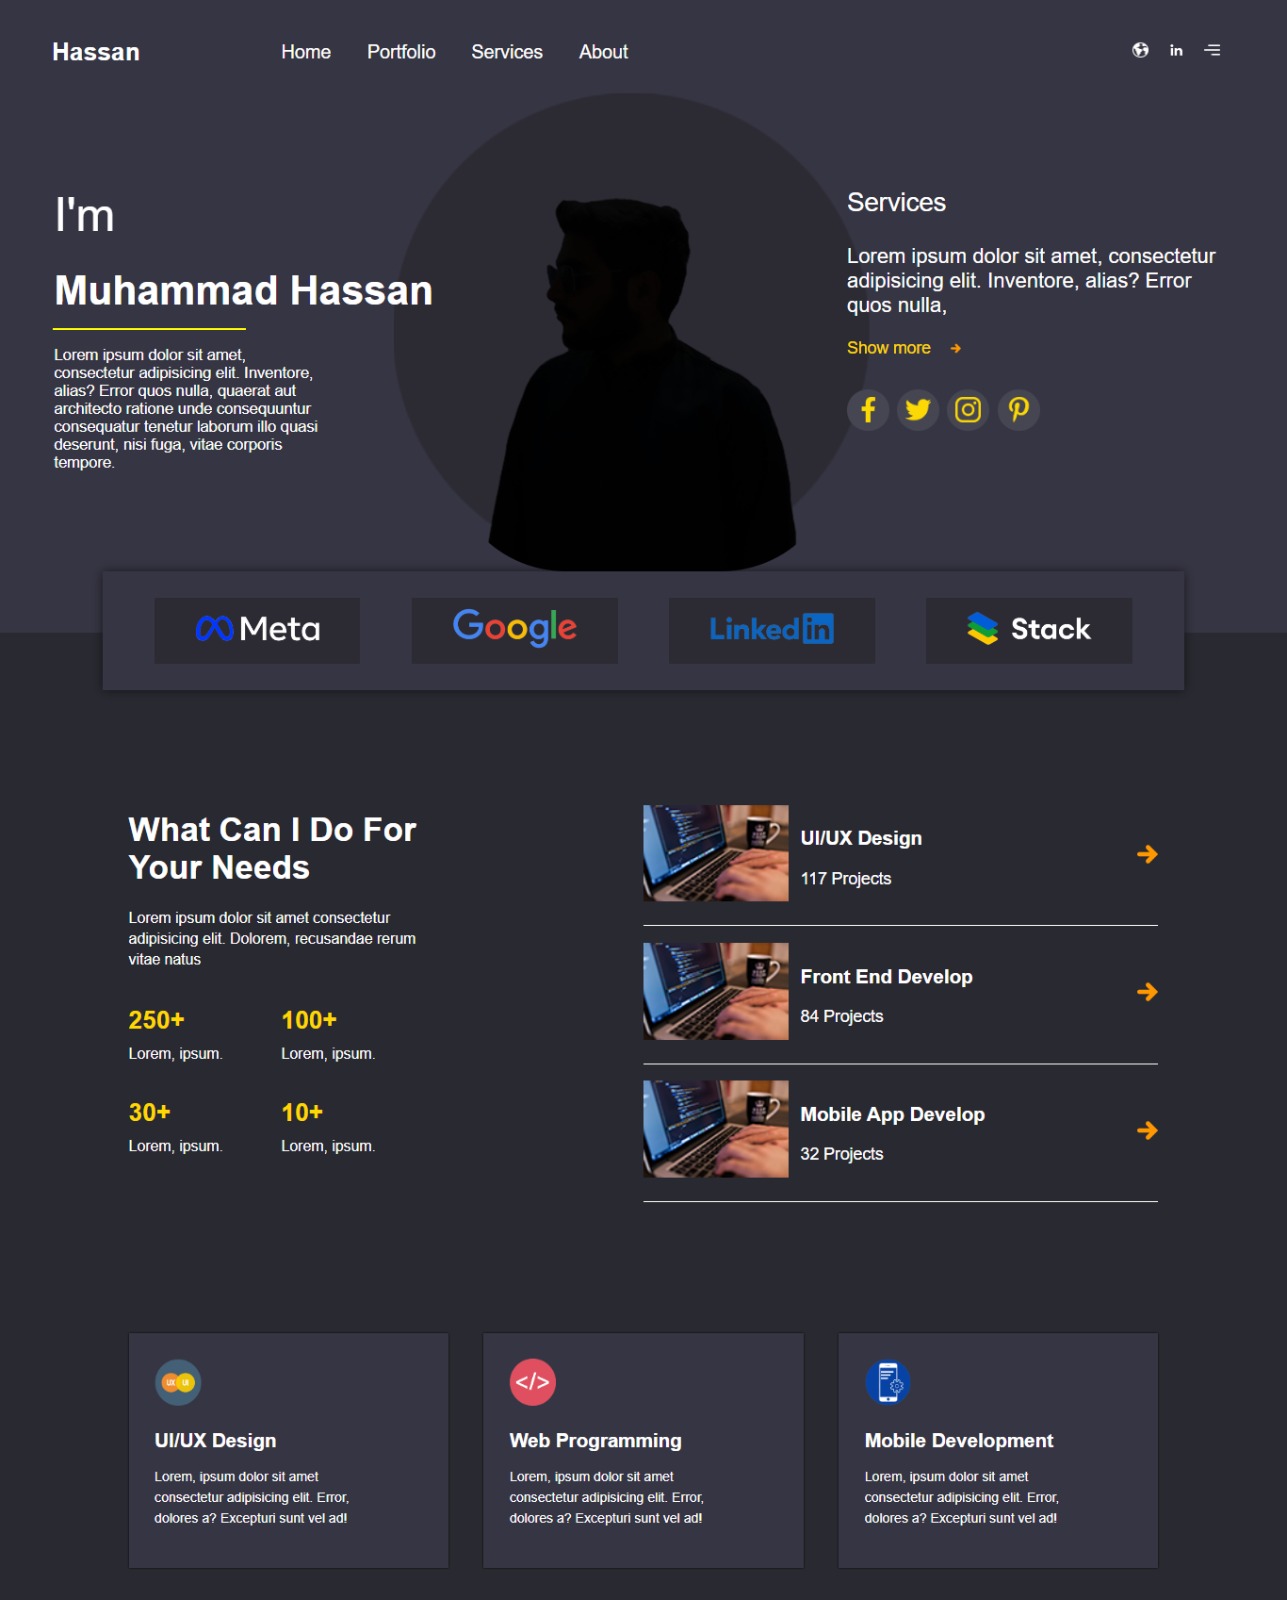 Hassan
Home
Portfolio
Services
About
in
I'm
Muhammad Hassan
Lorem ipsum dolor sit amet,
consectetur adipisicing elit. Inventore,
alias? Error quos nulla, quaerat aut
architecto ratione unde consequuntur
consequatur tenetur laborum illo quasi
deserunt, nisi fuga, vitae corporis
tempore.
Services
Lorem ipsum dolor sit amet, consectetur
adipisicing elit. Inventore, alias? Error
quos nulla,
Show more
Meta
Google
Linkedin
Stack
What Can I Do For
Your Needs
Lorem ipsum dolor sit amet consectetur
adipisicing elit. Dolorem, recusandae rerum
vitae natus
250+
100+
Lorem, ipsum.
Lorem, ipsum.
30+
10+
Lorem, ipsum.
Lorem, ipsum.
UI/UX Design
117 Projects
Front End Develop
84 Projects
Mobile App Develop
32 Projects
UX UI
UI/UX Design
Lorem, ipsum dolor sit amet
consectetur adipisicing elit. Error,
dolores a? Excepturi sunt vel ad!
</>
Web Programming
Lorem, ipsum dolor sit amet
consectetur adipisicing elit. Error,
dolores a? Excepturi sunt vel ad!
Mobile Development
Lorem, ipsum dolor sit amet
consectetur adipisicing elit. Error,
dolores a? Excepturi sunt vel ad!